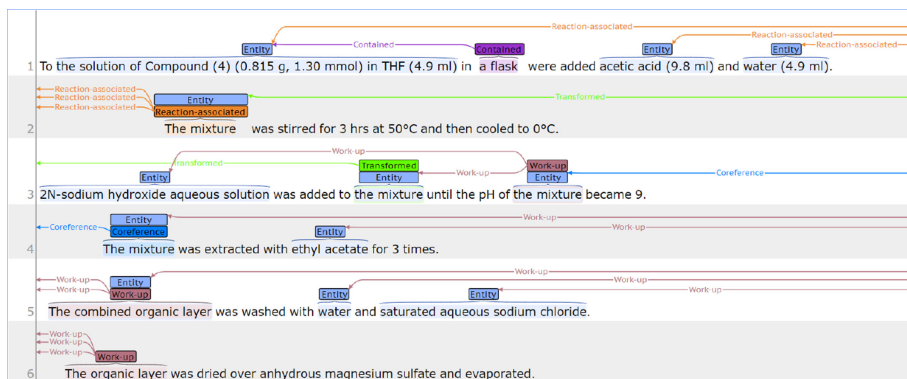 Reaction-associated
Entity Contained Contained Entity Reaction-associated Entity Reaction-associated
1 To the solution of Compound (4) (0.815 g, 1.30 mmol) in THF (4.9 ml) in a flask were added acetic acid (9.8 ml) and water (4.9 ml).
Reaction-associated
Reaction-associated Entity Transformed
Reaction-associated Reaction-associated
2 The mixture was stirred for 3 hrs at 50°C and then cooled to 0°C.
Work-up
Transformed Transformed Work-up
Entity Entity Work-up Entity Coreference
3 2N-sodium hydroxide aqueous solution was added to the mixture until the pH of the mixture became 9.
Entity Work-up
Coreference Coreference Entity Work-up
4 The mixture was extracted with ethyl acetate for 3 times.
Work-up
Work-up Entity
Work-up Work-up Entity Entity Work-up
5 The combined organic layer was washed with water and saturated aqueous sodium chloride.
Work-up
Work-up
Work-up Work-up
6 The organic layer was dried over anhydrous magnesium sulfate and evaporated.